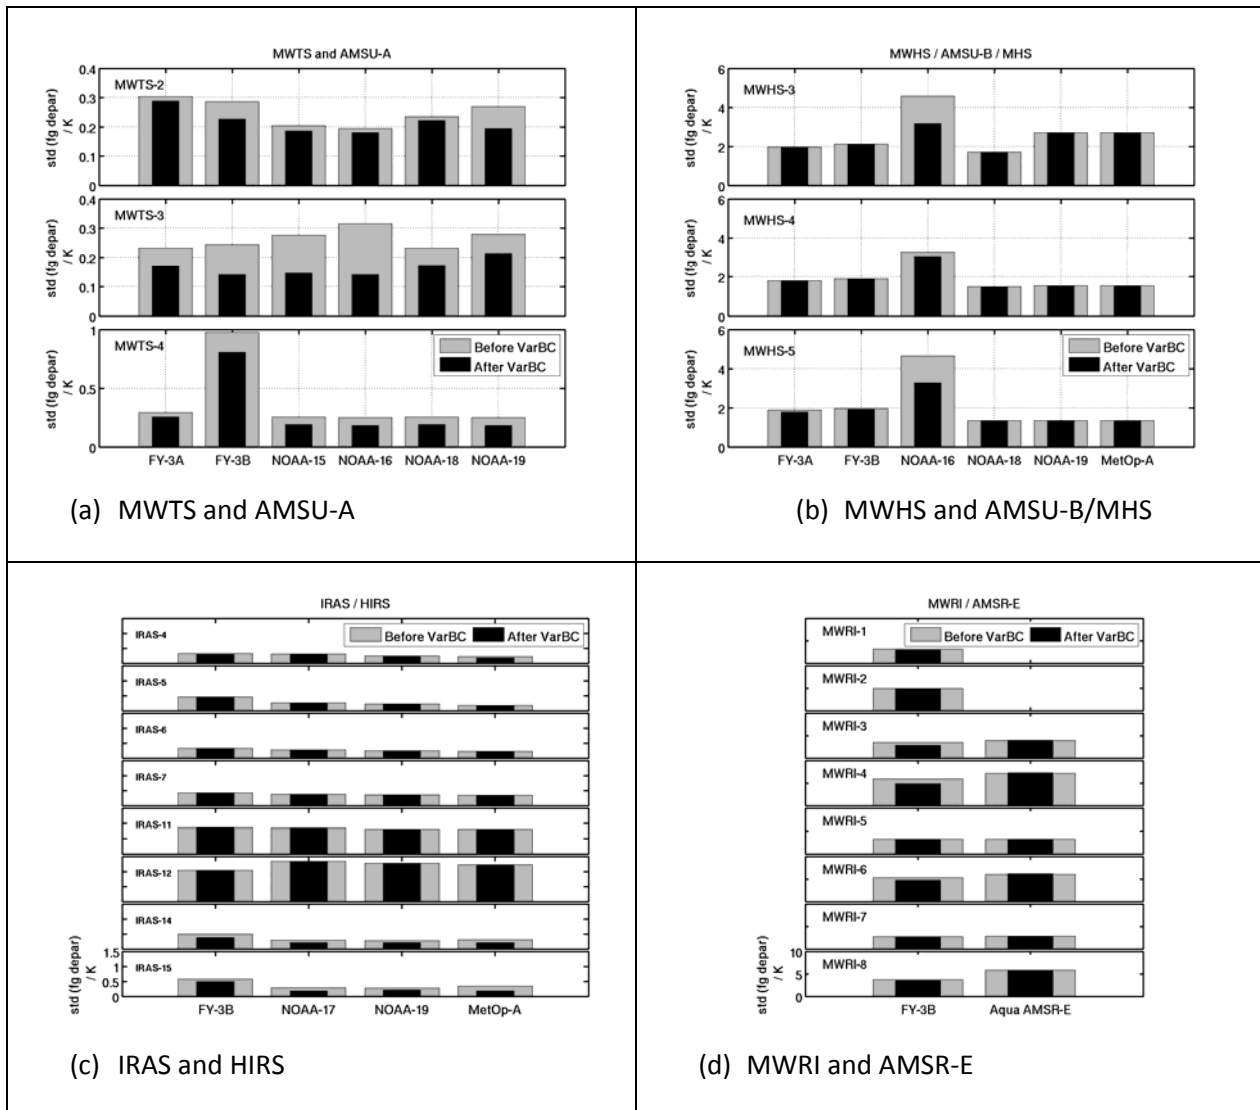 MWTS and AMSU-A
0.4
MWTS-2
0.3
0.2
0.1
0
std (fg depar)
/ K
0.4
MWTS-3
0.3
0.2
0.1
0
std (fg depar)
/ K
1
MWTS-4
0.5
0
std (fg depar)
/ K
Before VarBC
After VarBC
FY-3A FY-3B NOAA-15 NOAA-16 NOAA-18 NOAA-19
(a) MWTS and AMSU-A
MWHS / AMSU-B / MHS
6
MWHS-3
4
2
0
std (fg depar)
/ K
6
MWHS-4
4
2
0
std (fg depar)
/ K
6
MWHS-5
4
2
0
std (fg depar)
/ K
Before VarBC
After VarBC
FY-3A FY-3B NOAA-16 NOAA-18 NOAA-19 MetOp-A
(b) MWHS and AMSU-B/MHS
IRAS / HIRS
IRAS-4
Before VarBC After VarBC
IRAS-5
IRAS-6
IRAS-7
IRAS-11
IRAS-12
IRAS-14
1.5
IRAS-15
1
0.5
0
std (fg depar)
/ K
FY-3B NOAA-17 NOAA-19 MetOp-A
(c) IRAS and HIRS
MWRI / AMSR-E
MWRI-1
Before VarBC After VarBC
MWRI-2
MWRI-3
MWRI-4
MWRI-5
MWRI-6
MWRI-7
10
MWRI-8
5
0
std (fg depar)
/ K
FY-3B Aqua AMSR-E
(d) MWRI and AMSR-E